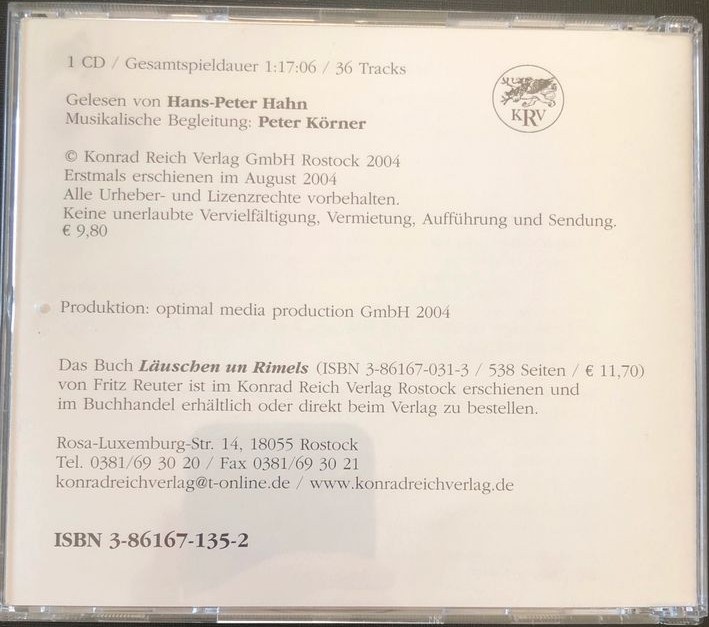 1 CD / Gesamtspieldauer 1:17:06 / 36 Tracks
KRV
Gelesen von Hans-Peter Hahn
Musikalische Begleitung: Peter Körner
© Konrad Reich Verlag GmbH Rostock 2004
Erstmals erschienen im August 2004
Alle Urheber- und Lizenzrechte vorbehalten.
Keine unerlaubte Vervielfältigung, Vermietung, Aufführung und Sendung.
€ 9,80
Produktion: optimal media production GmbH 2004
Das Buch Läuschen un Rimels (ISBN 3-86167-031-3 / 538 Seiten / € 11,70)
von Fritz Reuter ist im Konrad Reich Verlag Rostock erschienen und
im Buchhandel erhältlich oder direkt beim Verlag zu bestellen.
Rosa-Luxemburg-Str. 14, 18055 Rostock
Tel. 0381/69 30 20 / Fax 0381/69 30 21
konradreichverlag@t-online.de / www.konradreichverlag.de
ISBN 3-86167-135-2